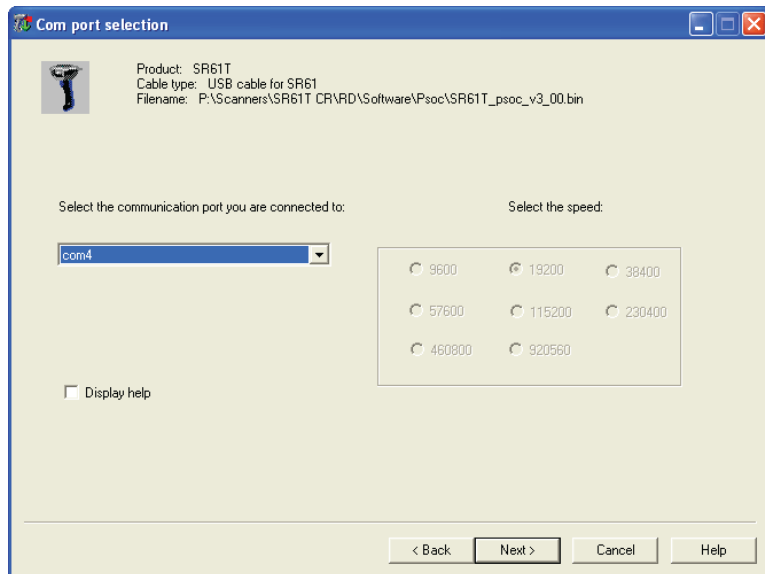 Com port selection
Product: SR61T
Cable type: USB cable for SR61
Filename: P:\Scanners\SR61T CR\RD\Software\Psoc\SR61T_psoc_v3_00.bin
Select the communication port you are connected to:
Select the speed:
com4
9600
19200
38400
57600
115200
230400
460800
920560
Display help
< Back
Next >
Cancel
Help